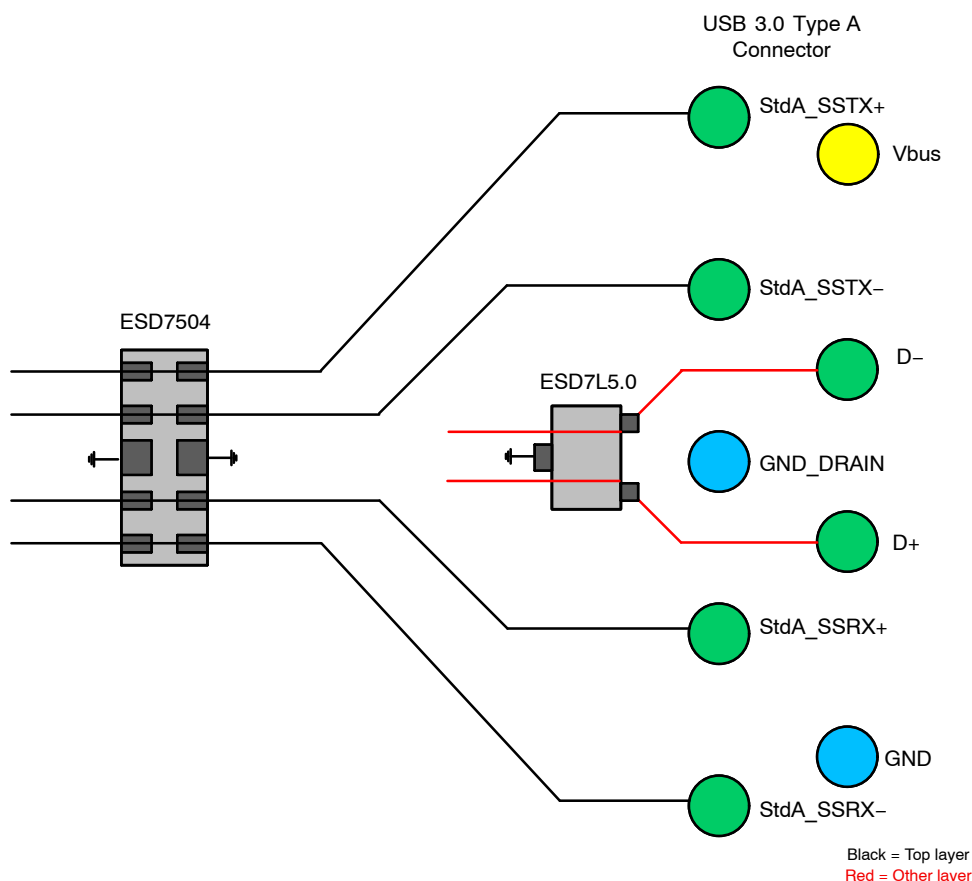 USB 3.0 Type A
Connector
StdA_SSTX+
Vbus
StdA_SSTX−
ESD7504
D−
ESD7L5.0
GND_DRAIN
D+
StdA_SSRX+
GND
StdA_SSRX−
Black = Top layer
Red = Other layer